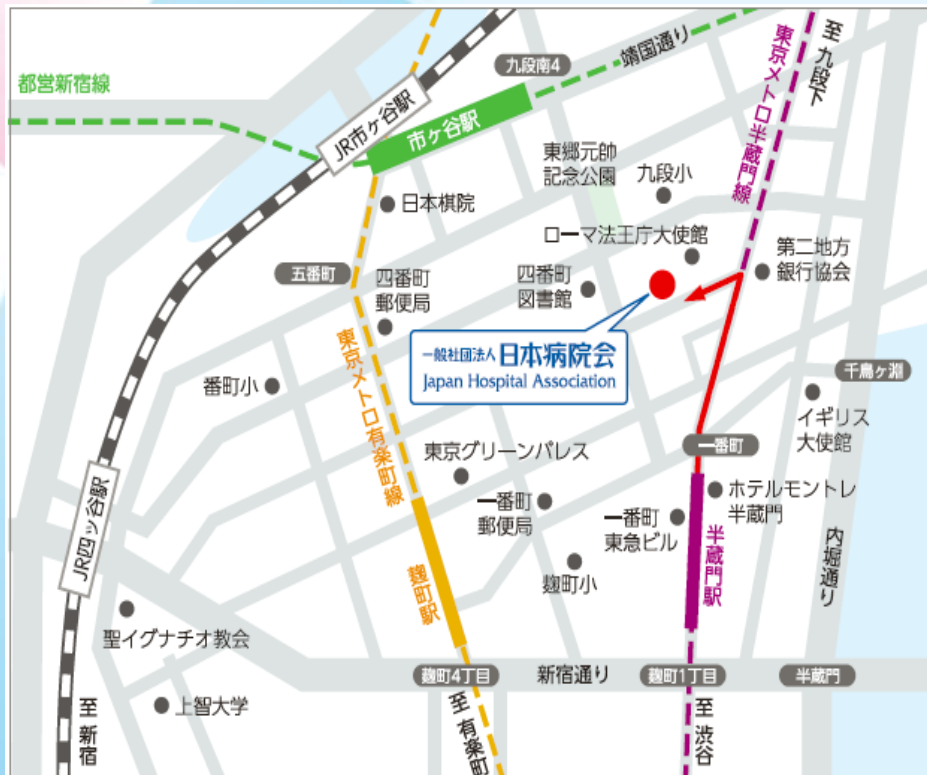 都営新宿線
JR市ヶ谷駅
市ヶ谷駅
九段南4
靖国通り
東京メトロ半蔵門線
至 九段下
日本棋院
東郷元帥
記念公園
九段小
ローマ法王庁大使館
第二地方
銀行協会
五番町
四番町
郵便局
四番町
図書館
一般社団法人 日本病院会
Japan Hospital Association
千鳥ヶ淵
イギリス
大使館
番町小
東京メトロ有楽町線
一番町
東京グリーンパレス
一番町
郵便局
一番町
東急ビル
ホテルモントレ
半蔵門
JR四ッ谷駅
麹町駅
麹町小
半蔵門駅
内堀通り
聖イグナチオ教会
麹町4丁目
新宿通り
麹町1丁目
半蔵門
上智大学
至 新宿
至 有楽町
至 渋谷